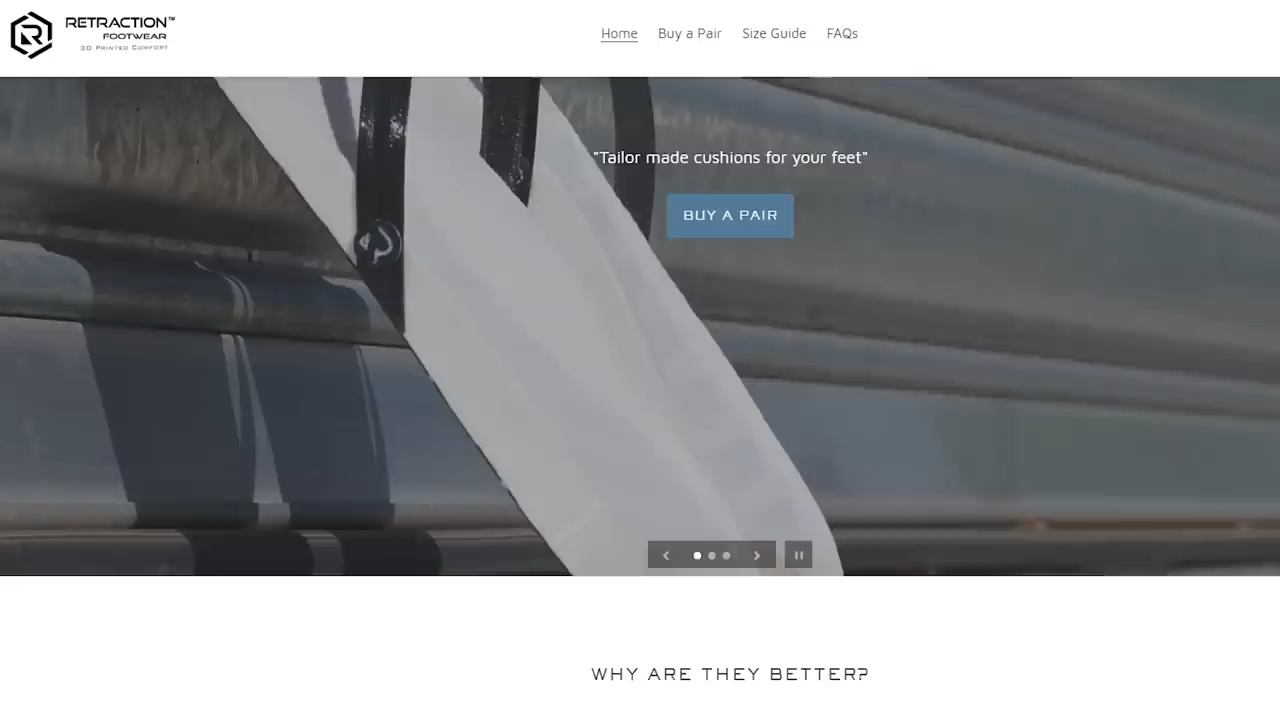 RETRACTION™
FOOTWEAR
3D PRINTED COMFORT
Home Buy a Pair Size Guide FAQs
"Tailor made cushions for your feet"
BUY A PAIR
WHY ARE THEY BETTER?